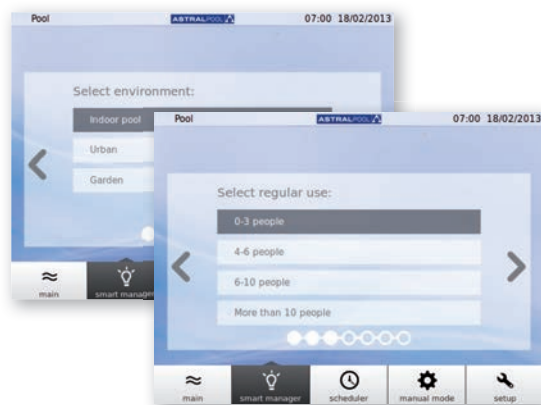 Pool ASTRALPOOL 07:00 18/02/2013
Select environment:
Indoor pool
Urban
Garden
main smart manager
Pool ASTRALPOOL 07:00 18/02/2013
Select regular use:
0-3 people
4-6 people
6-10 people
More than 10 people
main smart manager scheduler manual mode setup